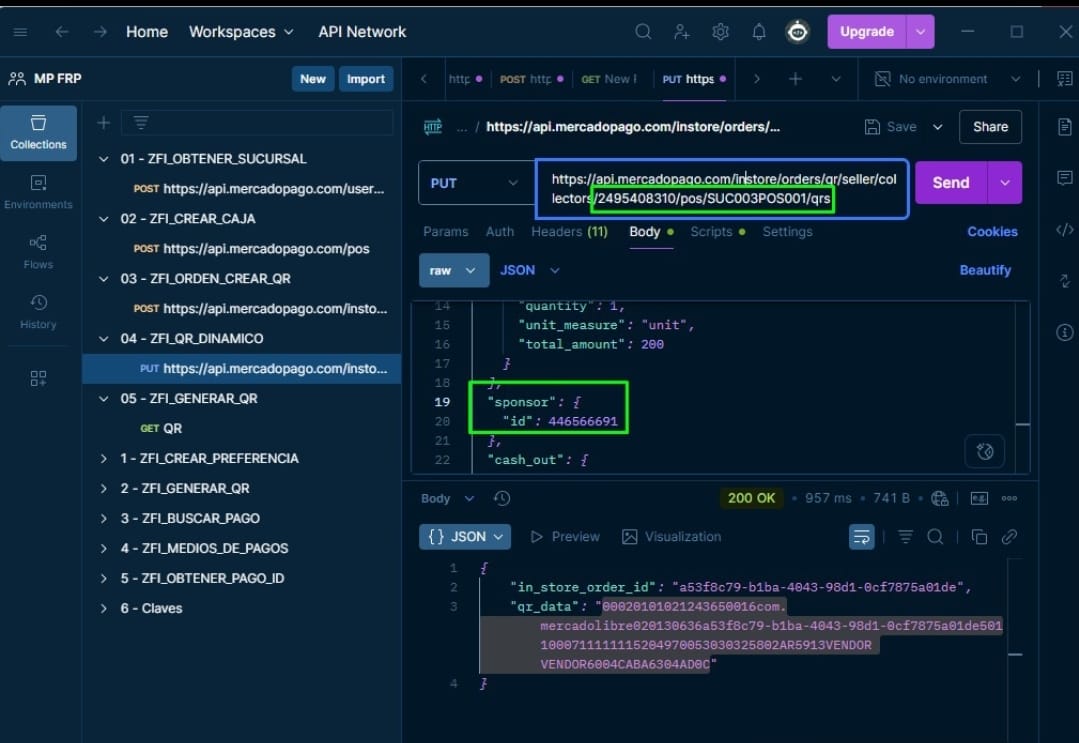 Home Workspaces API Network Upgrade
MP FRP New Import
http POST http GET New PUT https No environment
Collections
Environments
Flows
History
01 - ZFI_OBTENER_SUCURSAL
POST https://api.mercadopago.com/user...
02 - ZFI_CREAR_CAJA
POST https://api.mercadopago.com/pos
03 - ZFI_ORDEN_CREAR_QR
POST https://api.mercadopago.com/insto...
04 - ZFI_QR_DINAMICO
PUT https://api.mercadopago.com/insto...
05 - ZFI_GENERAR_QR
GET QR
1 - ZFI_CREAR_PREFERENCIA
2 - ZFI_GENERAR_QR
3 - ZFI_BUSCAR_PAGO
4 - ZFI_MEDIOS_DE_PAGOS
5 - ZFI_OBTENER_PAGO_ID
6 - Claves
HTTP ... / https://api.mercadopago.com/instore/orders/... Save Share
PUT https://api.mercadopago.com/instore/orders/qr/seller/col
lectors/2495408310/pos/SUC003POS001/qrs
Send
Params Auth Headers (11) Body Scripts Settings Cookies
raw JSON Beautify
14 "quantity": 1,
15 "unit_measure": "unit",
16 "total_amount": 200
17 }
18 ],
19 "sponsor": {
20 "id": 446566691
21 },
22 "cash_out": {
Body 200 OK • 957 ms • 741 B e.g.
{} JSON Preview Visualization
1 {
2 "in_store_order_id": "a53f8c79-b1ba-4043-98d1-0cf7875a01de",
3 "qr_data": "00020101021243650016com.
mercadolibre020130636a53f8c79-b1ba-4043-98d1-0cf7875a01de501
10007111111115204970053030325802AR5913VENDOR
VENDOR6004CABA6304AD0C"
4 }